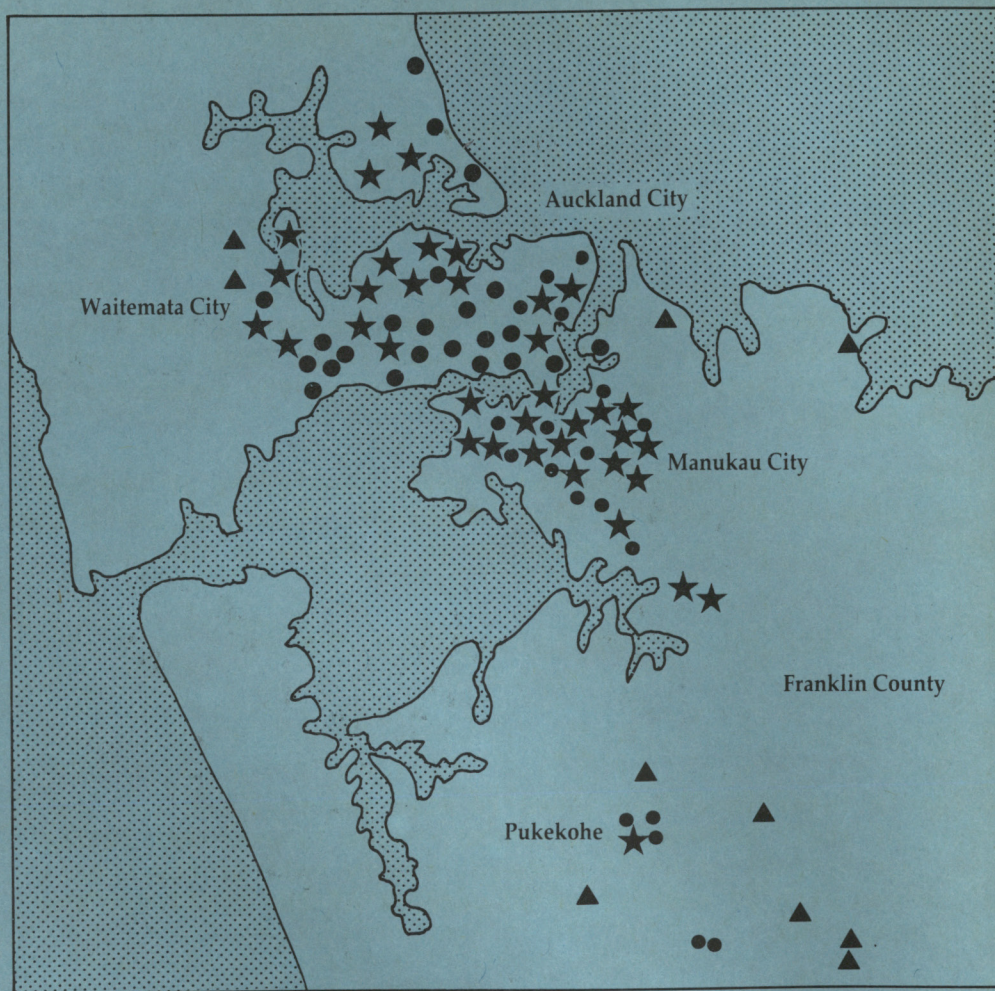 Auckland City
Waitemata City
Manukau City
Franklin County
Pukekohe